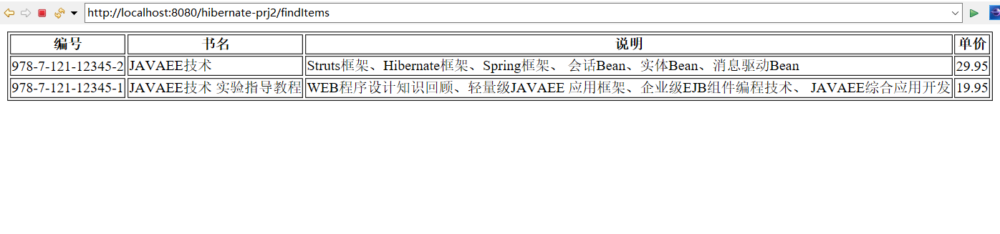 http://localhost:8080/hibernate-prj2/findItems
编号 书名 说明 单价
978-7-121-12345-2 JAVAEE技术 Struts框架、Hibernate框架、Spring框架、 会话Bean、实体Bean、消息驱动Bean 29.95
978-7-121-12345-1 JAVAEE技术 实验指导教程 WEB程序设计知识回顾、轻量级JAVAEE 应用框架、企业级EJB组件编程技术、 JAVAEE综合应用开发 19.95